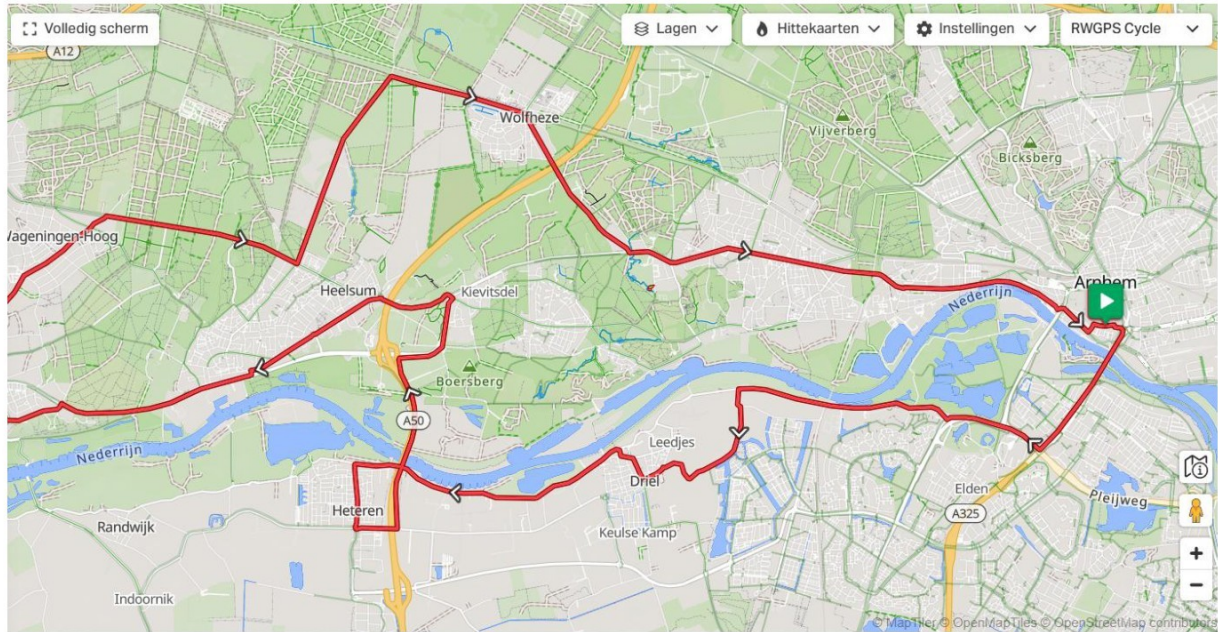 Volledig scherm
Lagen
Hittekaarten
Instellingen
RWGPS Cycle
A12
Wolfheze
Vijverberg
Bicksberg
Wageningen-Hoog
Heelsum
Kievitsdel
Arnhem
Nederrijn
Boersberg
A50
Leedjes
Nederrijn
Driel
Elden
Pleijweg
Heteren
A325
Randwijk
Keulse Kamp
Indoornik
© MapTiler © OpenMapTiles © OpenStreetMap contributors